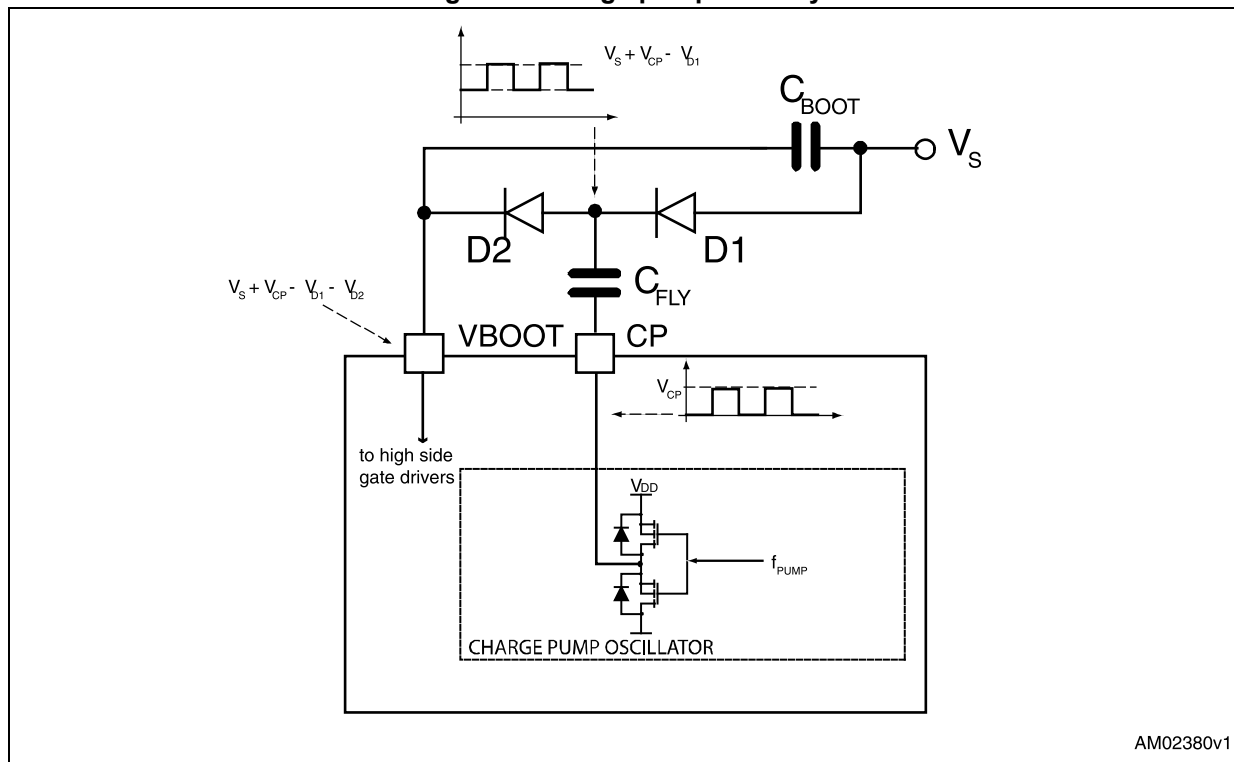 V_S + V_CP - V_D1
C_BOOT
V_S
D2
D1
C_FLY
V_S + V_CP - V_D1 - V_D2
VBOOT
CP
V_CP
to high side
gate drivers
VDD
f_PUMP
CHARGE PUMP OSCILLATOR
AM02380v1